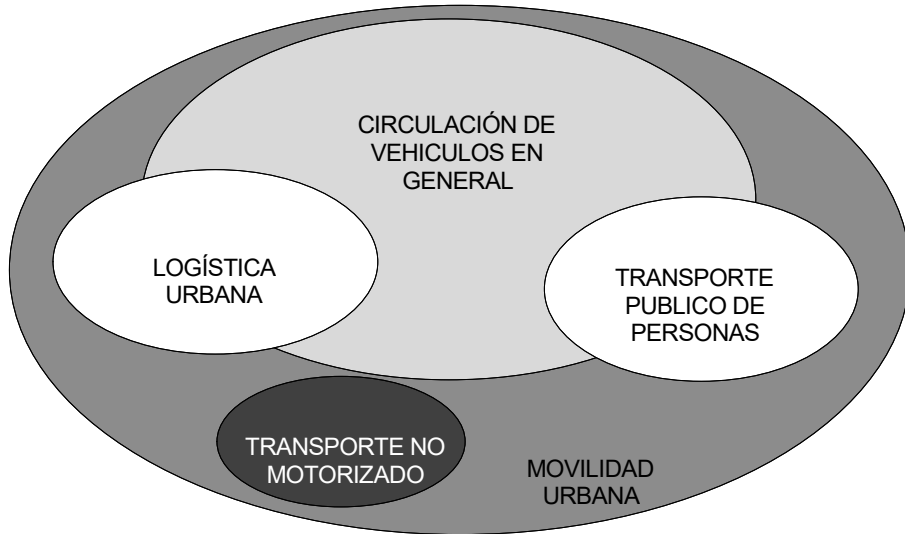 CIRCULACIÓN DE
VEHICULOS EN
GENERAL
LOGÍSTICA
URBANA
TRANSPORTE
PUBLICO DE
PERSONAS
TRANSPORTE NO
MOTORIZADO
MOVILIDAD
URBANA